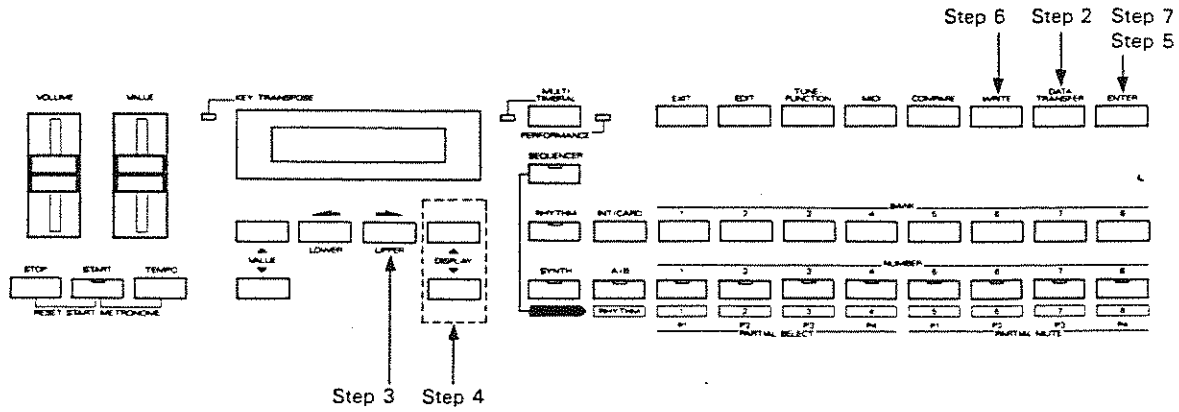 Step 6 Step 2 Step 7
Step 5
VOLUME VALUE KEY TRANSPOSE MULTI TIMBRAL EXIT EDIT TUNE/FUNCTION MIDI COMPARE WRITE DATA TRANSFER ENTER
PERFORMANCE
SEQUENCER
BANK
RHYTHM INT/CARD 1 2 3 4 5 6 7 8
LOWER UPPER
VALUE DISPLAY
NUMBER
STOP START TEMPO SYNTH A·B 1 2 3 4 5 6 7 8
RESET START METRONOME RHYTHM 1 2 3 4 5 6 7 8
P1 P2 P3 P4 P1 P2 P3 P4
PARTIAL SELECT PARTIAL MUTE
Step 3 Step 4